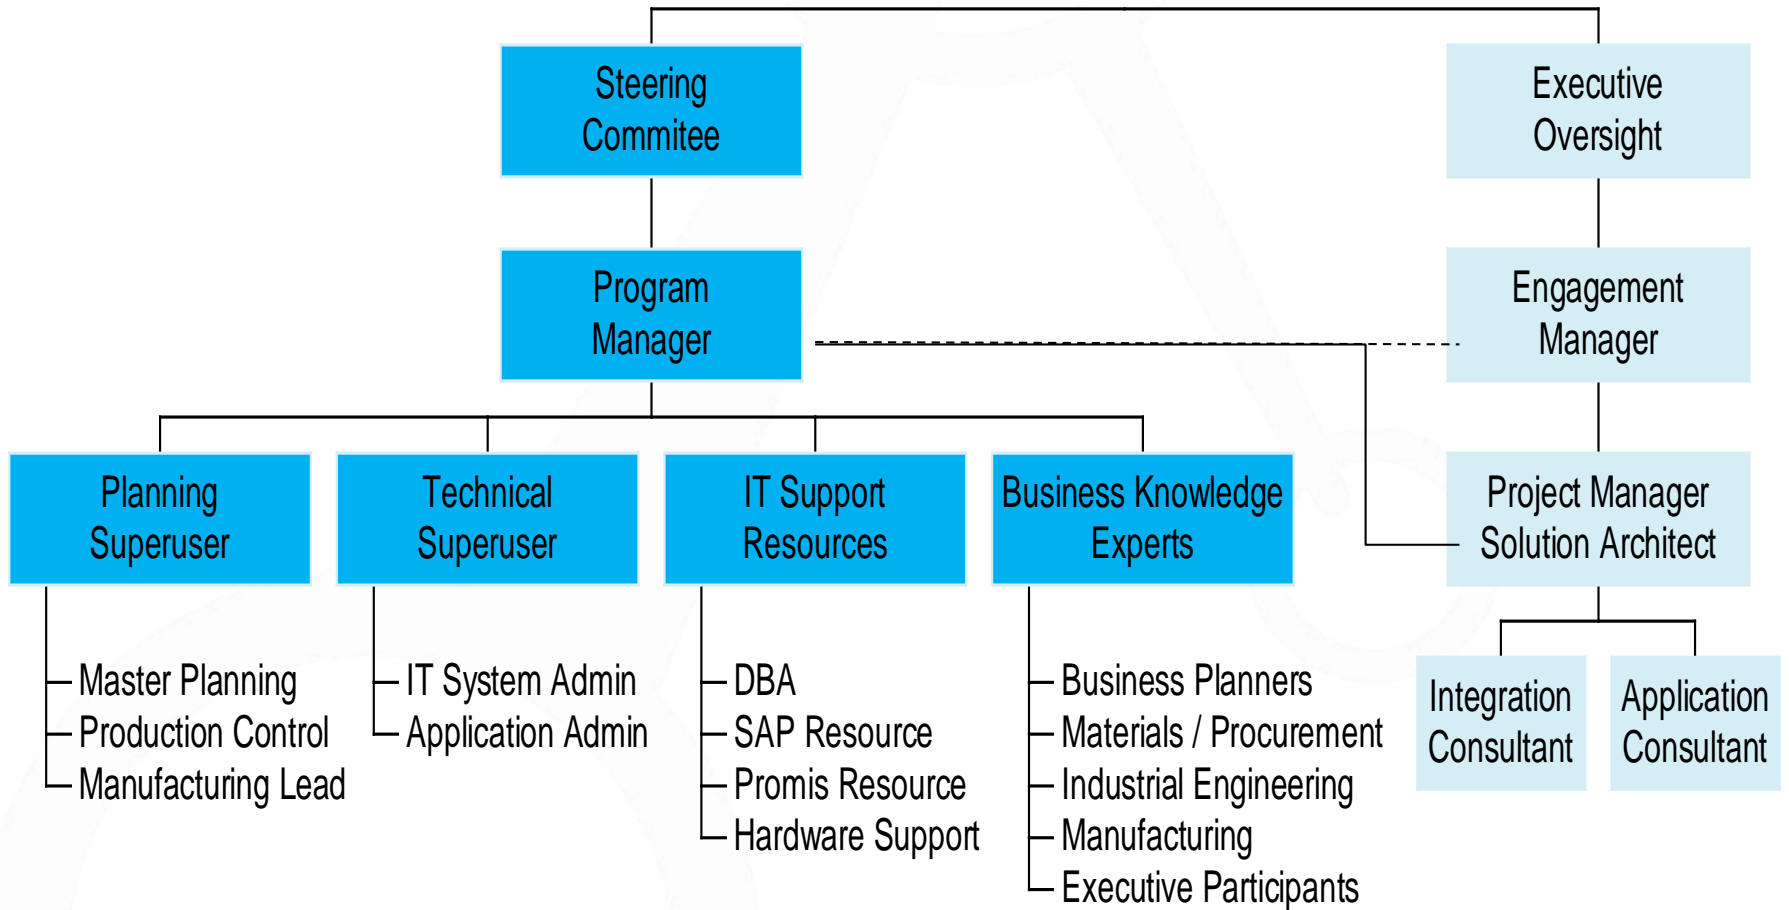 Steering
Commitee
Executive
Oversight
Program
Manager
Engagement
Manager
Planning
Superuser
Technical
Superuser
IT Support
Resources
Business Knowledge
Experts
Project Manager
Solution Architect
Master Planning
Production Control
Manufacturing Lead
IT System Admin
Application Admin
DBA
SAP Resource
Promis Resource
Hardware Support
Business Planners
Materials / Procurement
Industrial Engineering
Manufacturing
Executive Participants
Integration
Consultant
Application
Consultant